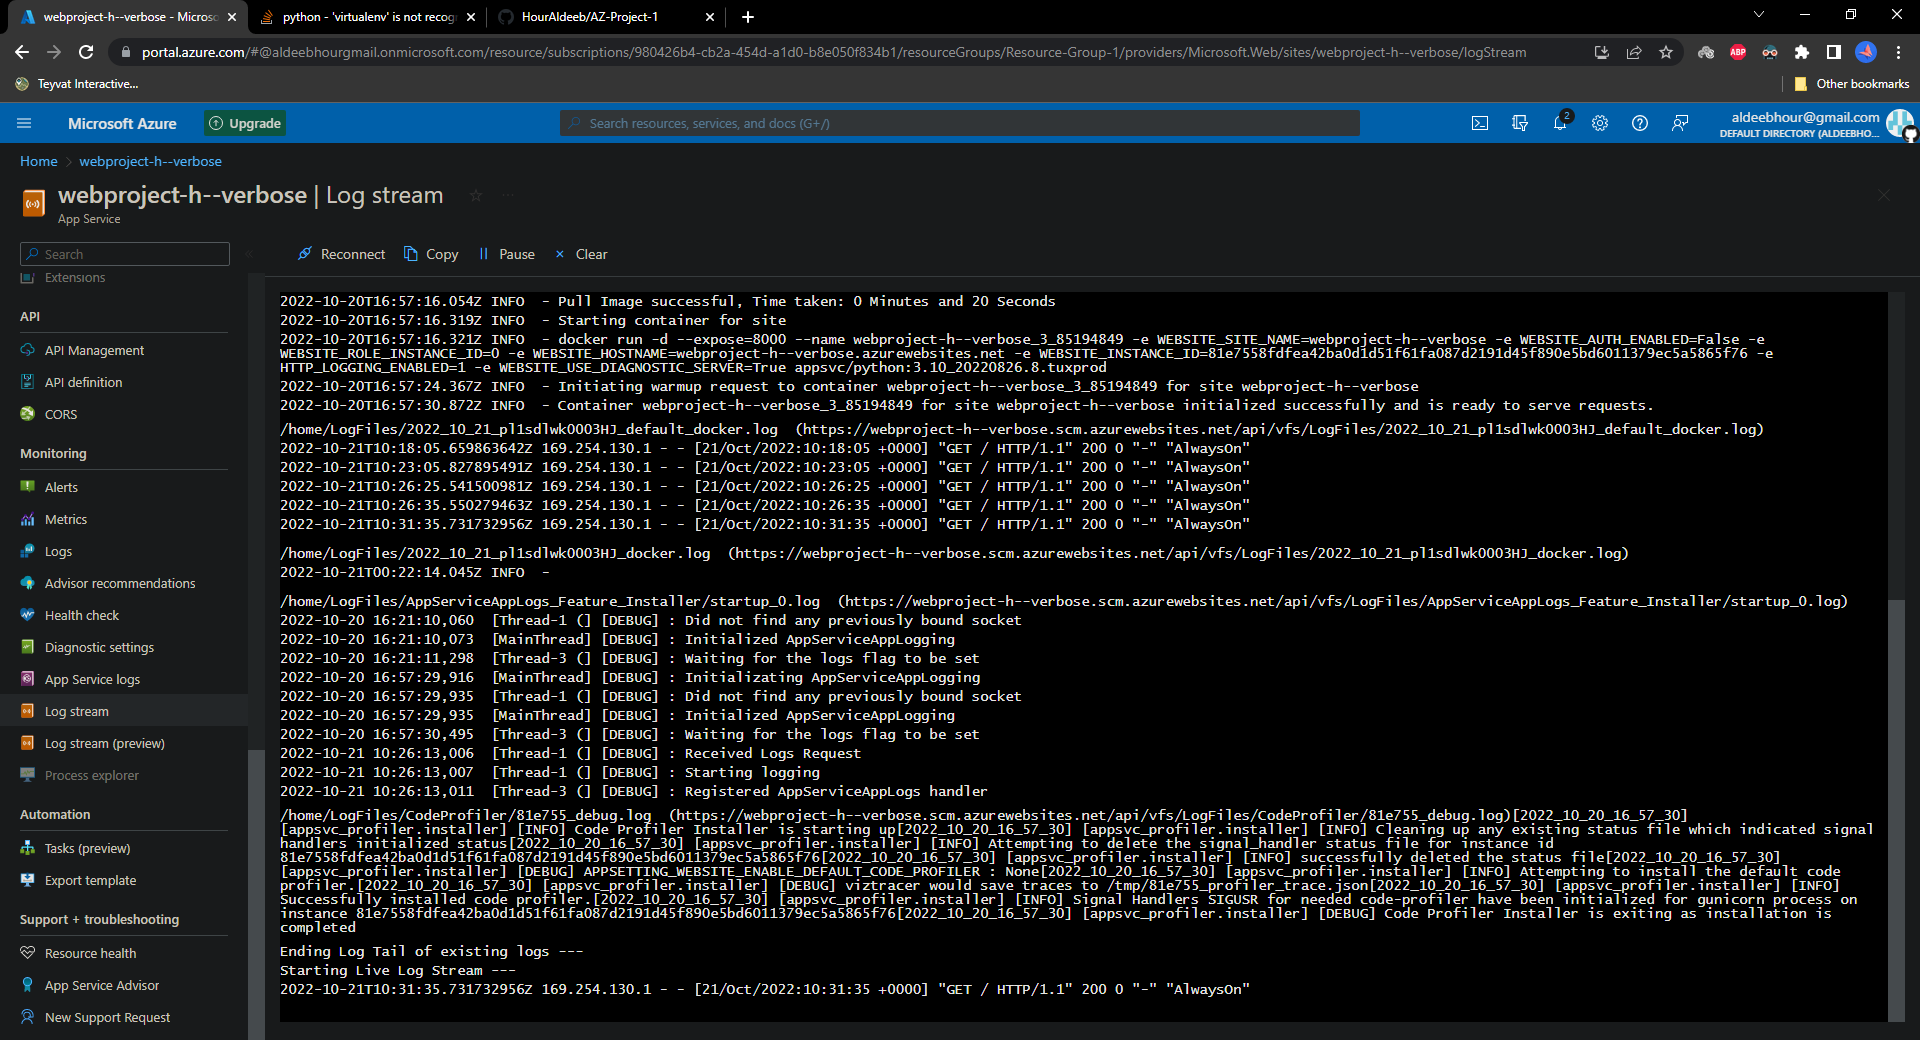 webproject-h--verbose - Microso
python - 'virtualenv' is not recog
HourAldeeb/AZ-Project-1
portal.azure.com/#@aldeebhourgmail.onmicrosoft.com/resource/subscriptions/980426b4-cb2a-454d-a1d0-b8e050f834b1/resourceGroups/Resource-Group-1/providers/Microsoft.Web/sites/webproject-h--verbose/logStream
ABP
Teyvat Interactive...
Other bookmarks
Microsoft Azure
Upgrade
Search resources, services, and docs (G+/)
2
aldeebhour@gmail.com
DEFAULT DIRECTORY (ALDEEBHO...
Home > webproject-h--verbose
webproject-h--verbose | Log stream
App Service
Search
Extensions
API
API Management
API definition
CORS
Monitoring
Alerts
Metrics
Logs
Advisor recommendations
Health check
Diagnostic settings
App Service logs
Log stream
Log stream (preview)
Process explorer
Automation
Tasks (preview)
Export template
Support + troubleshooting
Resource health
App Service Advisor
New Support Request
Reconnect
Copy
Pause
Clear
2022-10-20T16:57:16.054Z INFO  - Pull Image successful, Time taken: 0 Minutes and 20 Seconds
2022-10-20T16:57:16.319Z INFO  - Starting container for site
2022-10-20T16:57:16.321Z INFO  - docker run -d --expose=8000 --name webproject-h--verbose_3_85194849 -e WEBSITE_SITE_NAME=webproject-h--verbose -e WEBSITE_AUTH_ENABLED=False -e
WEBSITE_ROLE_INSTANCE_ID=0 -e WEBSITE_HOSTNAME=webproject-h--verbose.azurewebsites.net -e WEBSITE_INSTANCE_ID=81e7558fdfea42ba0d1d51f61fa087d2191d45f890e5bd6011379ec5a5865f76 -e
HTTP_LOGGING_ENABLED=1 -e WEBSITE_USE_DIAGNOSTIC_SERVER=True appsvc/python:3.10_20220826.8.tuxprod
2022-10-20T16:57:24.367Z INFO  - Initiating warmup request to container webproject-h--verbose_3_85194849 for site webproject-h--verbose
2022-10-20T16:57:30.872Z INFO  - Container webproject-h--verbose_3_85194849 for site webproject-h--verbose initialized successfully and is ready to serve requests.
/home/LogFiles/2022_10_21_pl1sdlwk0003HJ_default_docker.log  (https://webproject-h--verbose.scm.azurewebsites.net/api/vfs/LogFiles/2022_10_21_pl1sdlwk0003HJ_default_docker.log)
2022-10-21T10:18:05.659863642Z 169.254.130.1 - - [21/Oct/2022:10:18:05 +0000] "GET / HTTP/1.1" 200 0 "-" "AlwaysOn"
2022-10-21T10:23:05.827895491Z 169.254.130.1 - - [21/Oct/2022:10:23:05 +0000] "GET / HTTP/1.1" 200 0 "-" "AlwaysOn"
2022-10-21T10:26:25.541500981Z 169.254.130.1 - - [21/Oct/2022:10:26:25 +0000] "GET / HTTP/1.1" 200 0 "-" "AlwaysOn"
2022-10-21T10:26:35.550279463Z 169.254.130.1 - - [21/Oct/2022:10:26:35 +0000] "GET / HTTP/1.1" 200 0 "-" "AlwaysOn"
2022-10-21T10:31:35.731732956Z 169.254.130.1 - - [21/Oct/2022:10:31:35 +0000] "GET / HTTP/1.1" 200 0 "-" "AlwaysOn"
/home/LogFiles/2022_10_21_pl1sdlwk0003HJ_docker.log  (https://webproject-h--verbose.scm.azurewebsites.net/api/vfs/LogFiles/2022_10_21_pl1sdlwk0003HJ_docker.log)
2022-10-21T00:22:14.045Z INFO  -
/home/LogFiles/AppServiceAppLogs_Feature_Installer/startup_0.log  (https://webproject-h--verbose.scm.azurewebsites.net/api/vfs/LogFiles/AppServiceAppLogs_Feature_Installer/startup_0.log)
2022-10-20 16:21:10,060  [Thread-1 (] [DEBUG] : Did not find any previously bound socket
2022-10-20 16:21:10,073  [MainThread] [DEBUG] : Initialized AppServiceAppLogging
2022-10-20 16:21:11,298  [Thread-3 (] [DEBUG] : Waiting for the logs flag to be set
2022-10-20 16:57:29,916  [MainThread] [DEBUG] : Initializating AppServiceAppLogging
2022-10-20 16:57:29,935  [Thread-1 (] [DEBUG] : Did not find any previously bound socket
2022-10-20 16:57:29,935  [MainThread] [DEBUG] : Initialized AppServiceAppLogging
2022-10-20 16:57:30,495  [Thread-3 (] [DEBUG] : Waiting for the logs flag to be set
2022-10-21 10:26:13,006  [Thread-1 (] [DEBUG] : Received Logs Request
2022-10-21 10:26:13,007  [Thread-1 (] [DEBUG] : Starting logging
2022-10-21 10:26:13,011  [Thread-3 (] [DEBUG] : Registered AppServiceAppLogs handler
/home/LogFiles/CodeProfiler/81e755_debug.log  (https://webproject-h--verbose.scm.azurewebsites.net/api/vfs/LogFiles/CodeProfiler/81e755_debug.log)[2022_10_20_16_57_30]
[appsvc_profiler.installer] [INFO] Code Profiler Installer is starting up[2022_10_20_16_57_30] [appsvc_profiler.installer] [INFO] Cleaning up any existing status file which indicated signal
handlers initialized status[2022_10_20_16_57_30] [appsvc_profiler.installer] [INFO] Attempting to delete the signal_handler status file for instance id
81e7558fdfea42ba0d1d51f61fa087d2191d45f890e5bd6011379ec5a5865f76[2022_10_20_16_57_30] [appsvc_profiler.installer] [INFO] successfully deleted the status file[2022_10_20_16_57_30]
[appsvc_profiler.installer] [DEBUG] APPSETTING_WEBSITE_ENABLE_DEFAULT_CODE_PROFILER : None[2022_10_20_16_57_30] [appsvc_profiler.installer] [INFO] Attempting to install the default code
profiler.[2022_10_20_16_57_30] [appsvc_profiler.installer] [DEBUG] viztracer would save traces to /tmp/81e755_profiler_trace.json[2022_10_20_16_57_30] [appsvc_profiler.installer] [INFO]
Successfully installed code profiler.[2022_10_20_16_57_30] [appsvc_profiler.installer] [INFO] Signal Handlers SIGUSR for needed code-profiler have been initialized for gunicorn process on
instance 81e7558fdfea42ba0d1d51f61fa087d2191d45f890e5bd6011379ec5a5865f76[2022_10_20_16_57_30] [appsvc_profiler.installer] [DEBUG] Code Profiler Installer is exiting as installation is
completed
Ending Log Tail of existing logs ---
Starting Live Log Stream ---
2022-10-21T10:31:35.731732956Z 169.254.130.1 - - [21/Oct/2022:10:31:35 +0000] "GET / HTTP/1.1" 200 0 "-" "AlwaysOn"